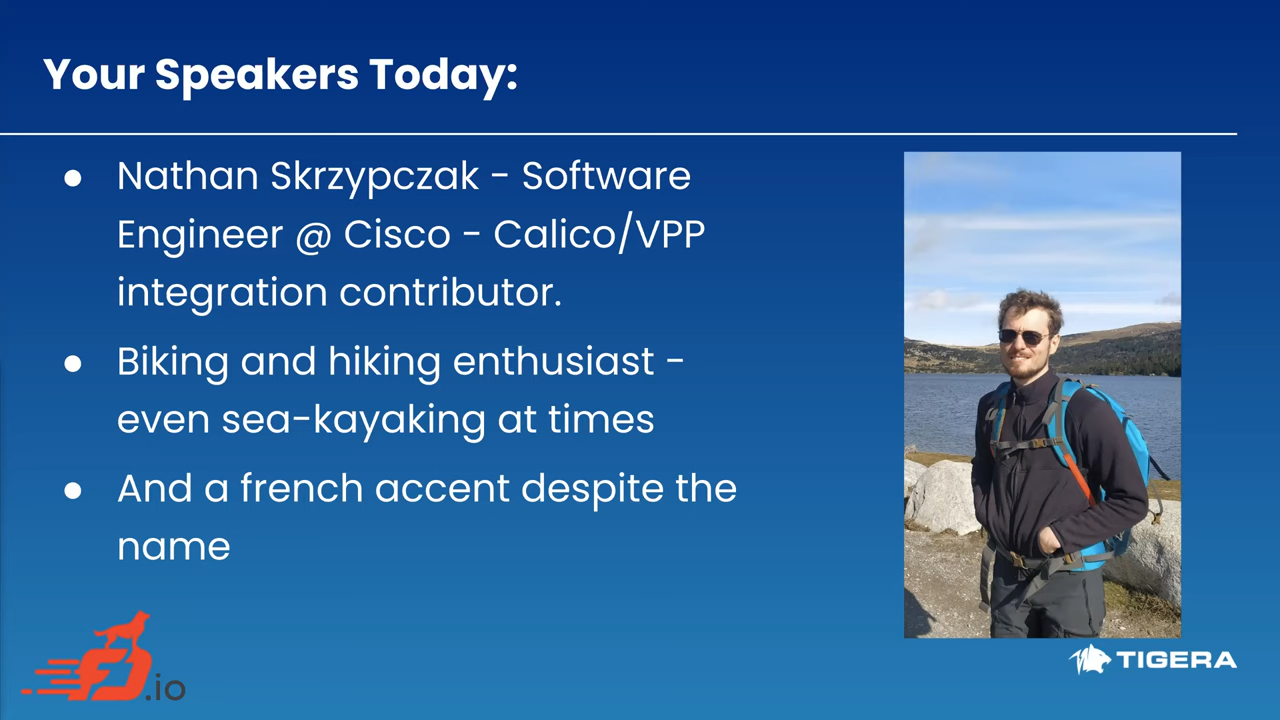 Your Speakers Today:
● Nathan Skrzypczak - Software
Engineer @ Cisco - Calico/VPP
integration contributor.
● Biking and hiking enthusiast -
even sea-kayaking at times
● And a french accent despite the
name
.io
TIGERA